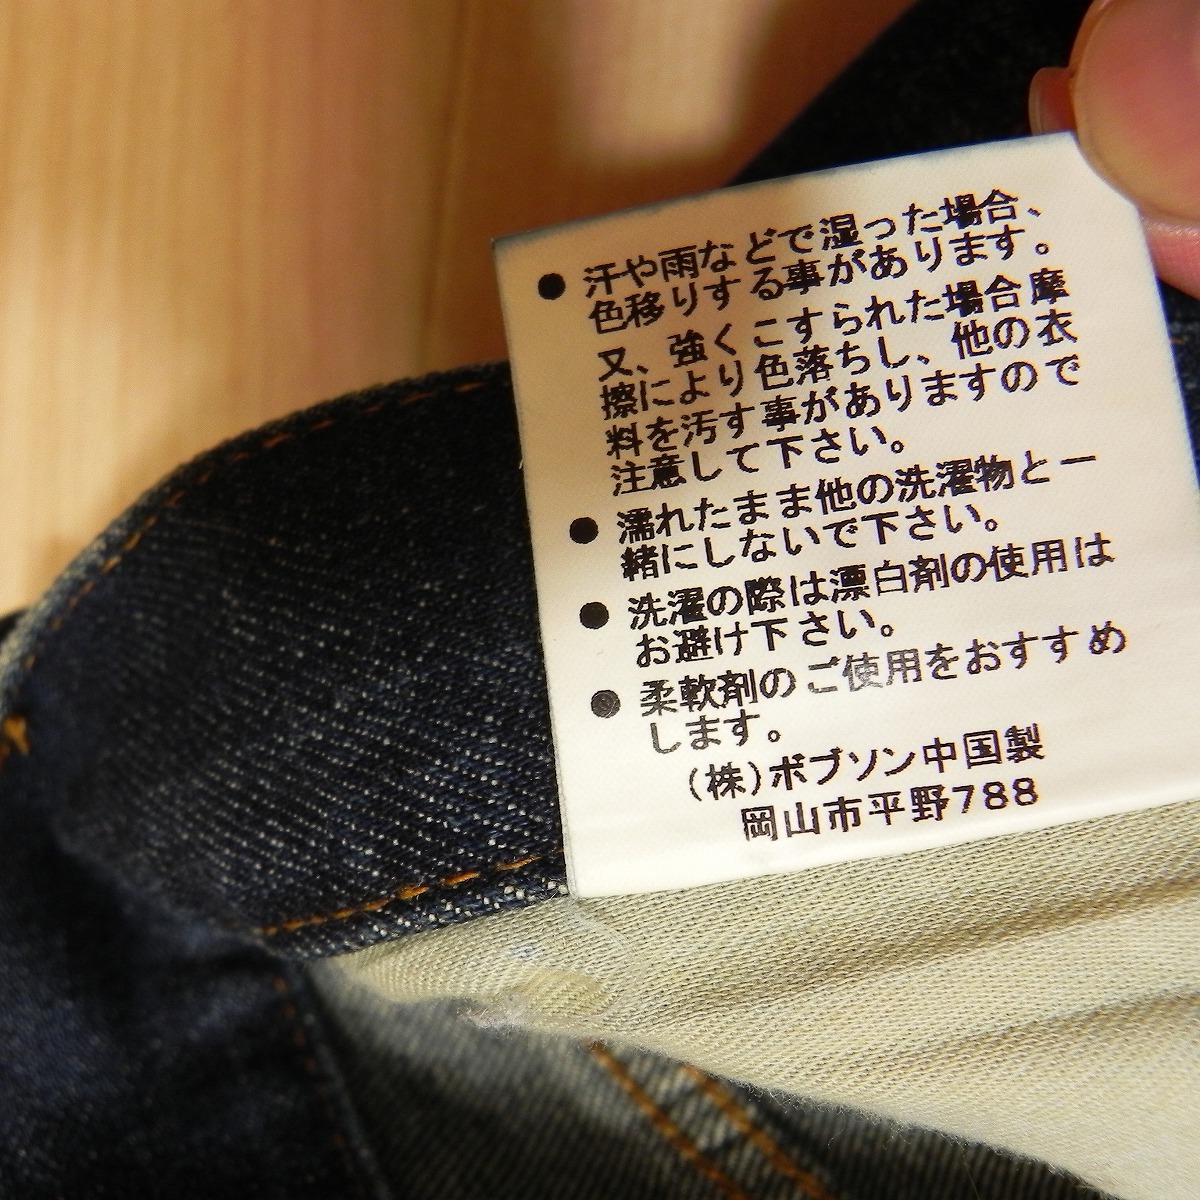 ● 汗や雨などで湿った場合、
色移りする事があります。
又、強くこすられた場合摩
擦により色落ちし、他の衣
料を汚す事がありますので
注意して下さい。
● 濡れたまま他の洗濯物と一
緒にしないで下さい。
● 洗濯の際は漂白剤の使用は
お避け下さい。
● 柔軟剤のご使用をおすすめ
します。
(株)ボブソン中国製
岡山市平野788